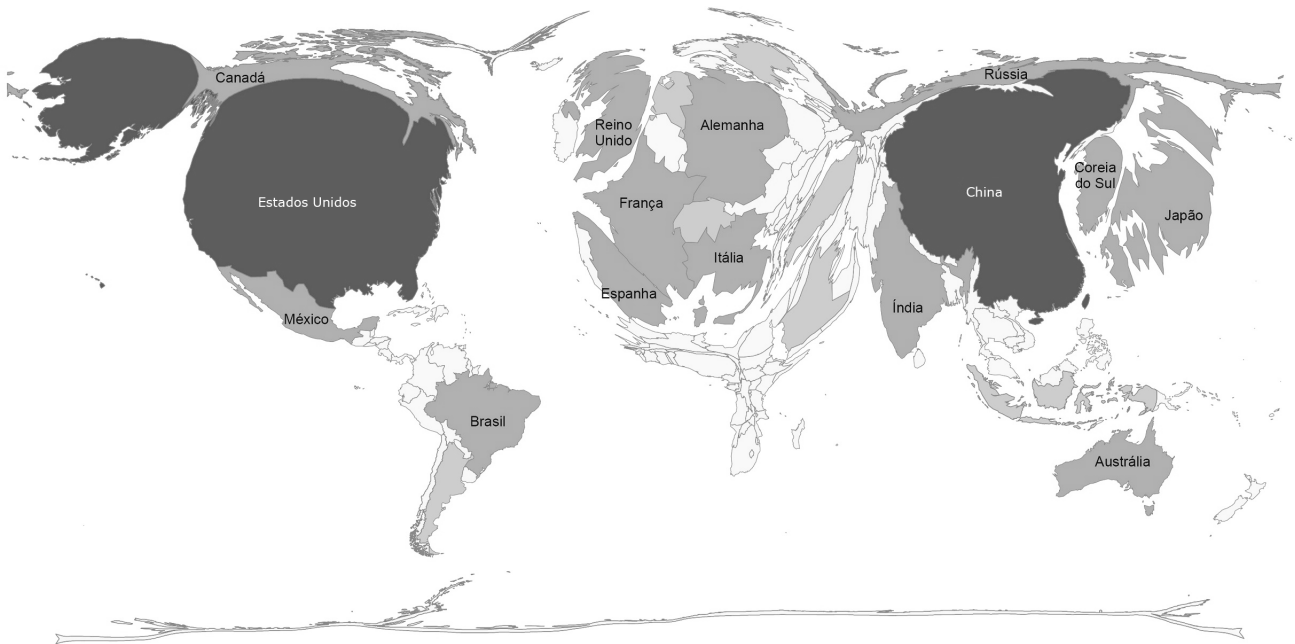 Canadá
Rússia
Reino
Unido
Alemanha
Coreia
do Sul
China
Estados Unidos
França
Japão
Itália
Espanha
Índia
México
Brasil
Austrália